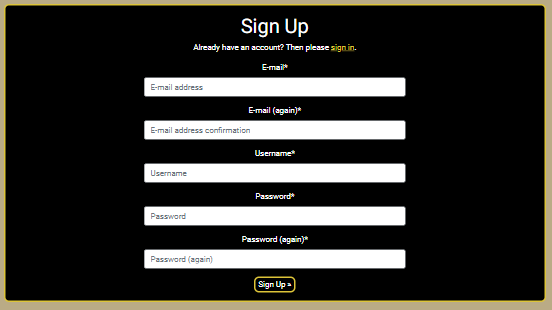 Sign Up
Already have an account? Then please sign in.
E-mail*
E-mail address
E-mail (again)*
E-mail address confirmation
Username*
Username
Password*
Password
Password (again)*
Password (again)
Sign Up »